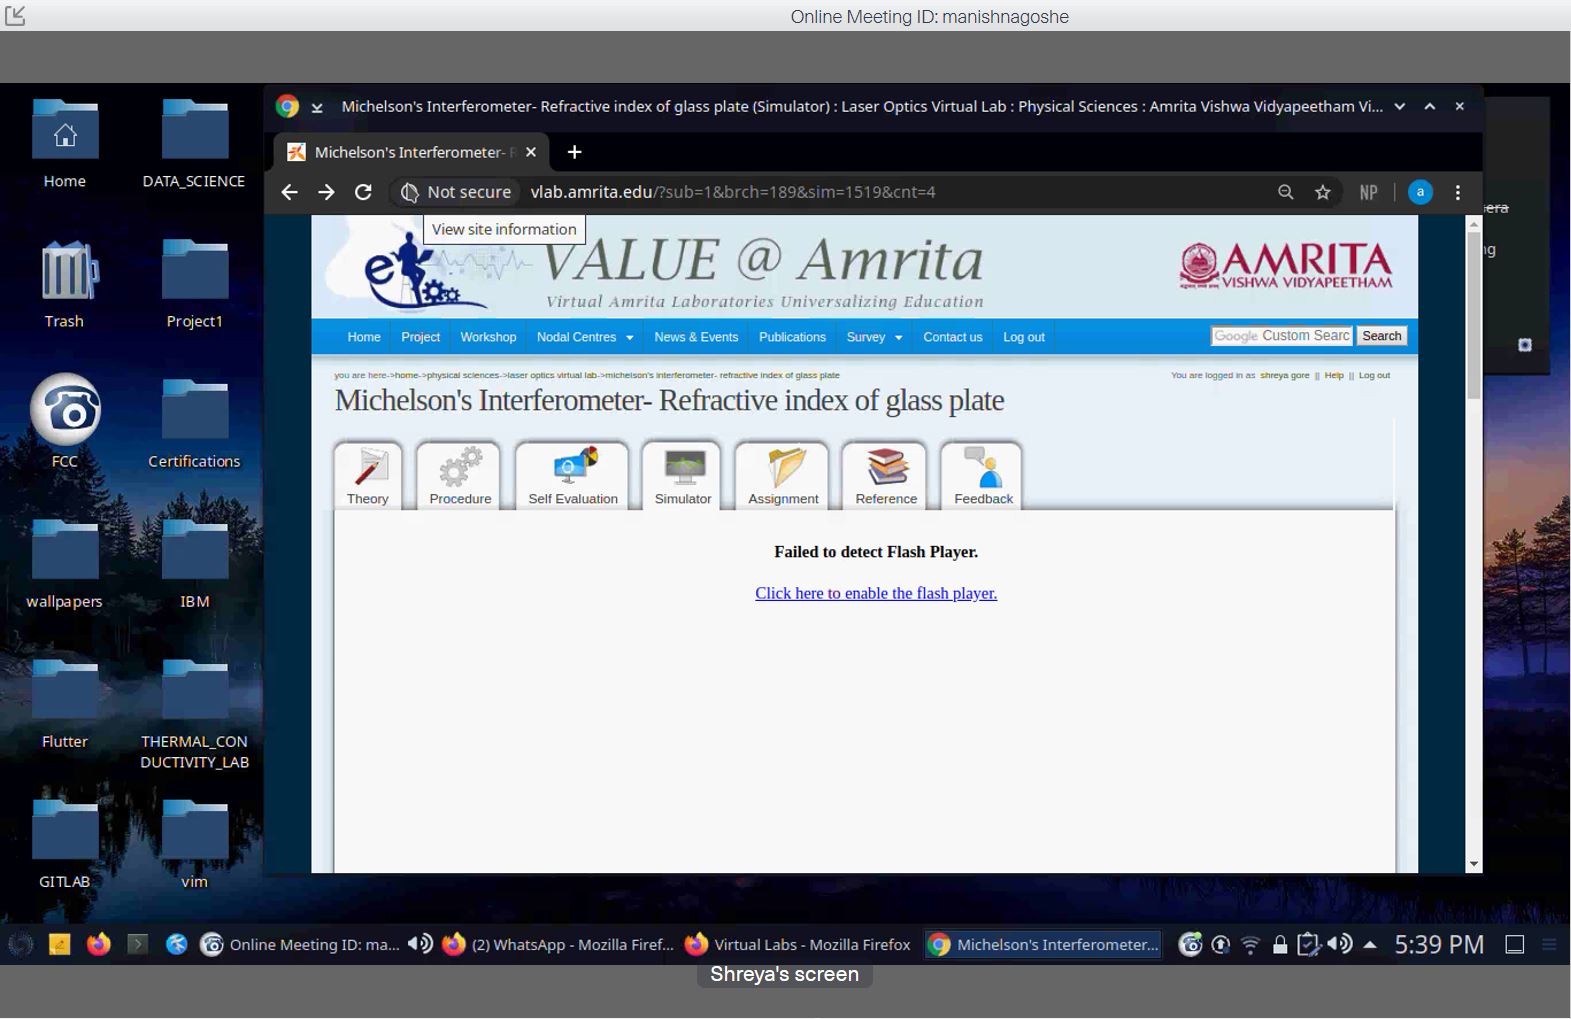 Online Meeting ID: manishnagoshe
Michelson's Interferometer- Refractive index of glass plate (Simulator) : Laser Optics Virtual Lab : Physical Sciences : Amrita Vishwa Vidyapeetham Vi...
Michelson's Interferometer-
Not secure vlab.amrita.edu/?sub=1&brch=189&sim=1519&cnt=4 NP a
View site information
VALUE @ Amrita
Virtual Amrita Laboratories Universalizing Education
AMRITA
VISHWA VIDYAPEETHAM
Home Project Workshop Nodal Centres News & Events Publications Survey Contact us Log out Google Custom Searc Search
you are here->home->physical sciences->laser optics virtual lab->michelson's interferometer- refractive index of glass plate
You are logged in as shreya gore || Help || Log out
Michelson's Interferometer- Refractive index of glass plate
Theory Procedure Self Evaluation Simulator Assignment Reference Feedback
Failed to detect Flash Player.
Click here to enable the flash player.
Home DATA_SCIENCE
Trash Project1
FCC Certifications
wallpapers IBM
Flutter THERMAL_CON
DUCTIVITY_LAB
GITLAB vim
era
ng
Online Meeting ID: ma... (2) WhatsApp - Mozilla Firef... Virtual Labs - Mozilla Firefox Michelson's Interferometer... 5:39 PM
Shreya's screen